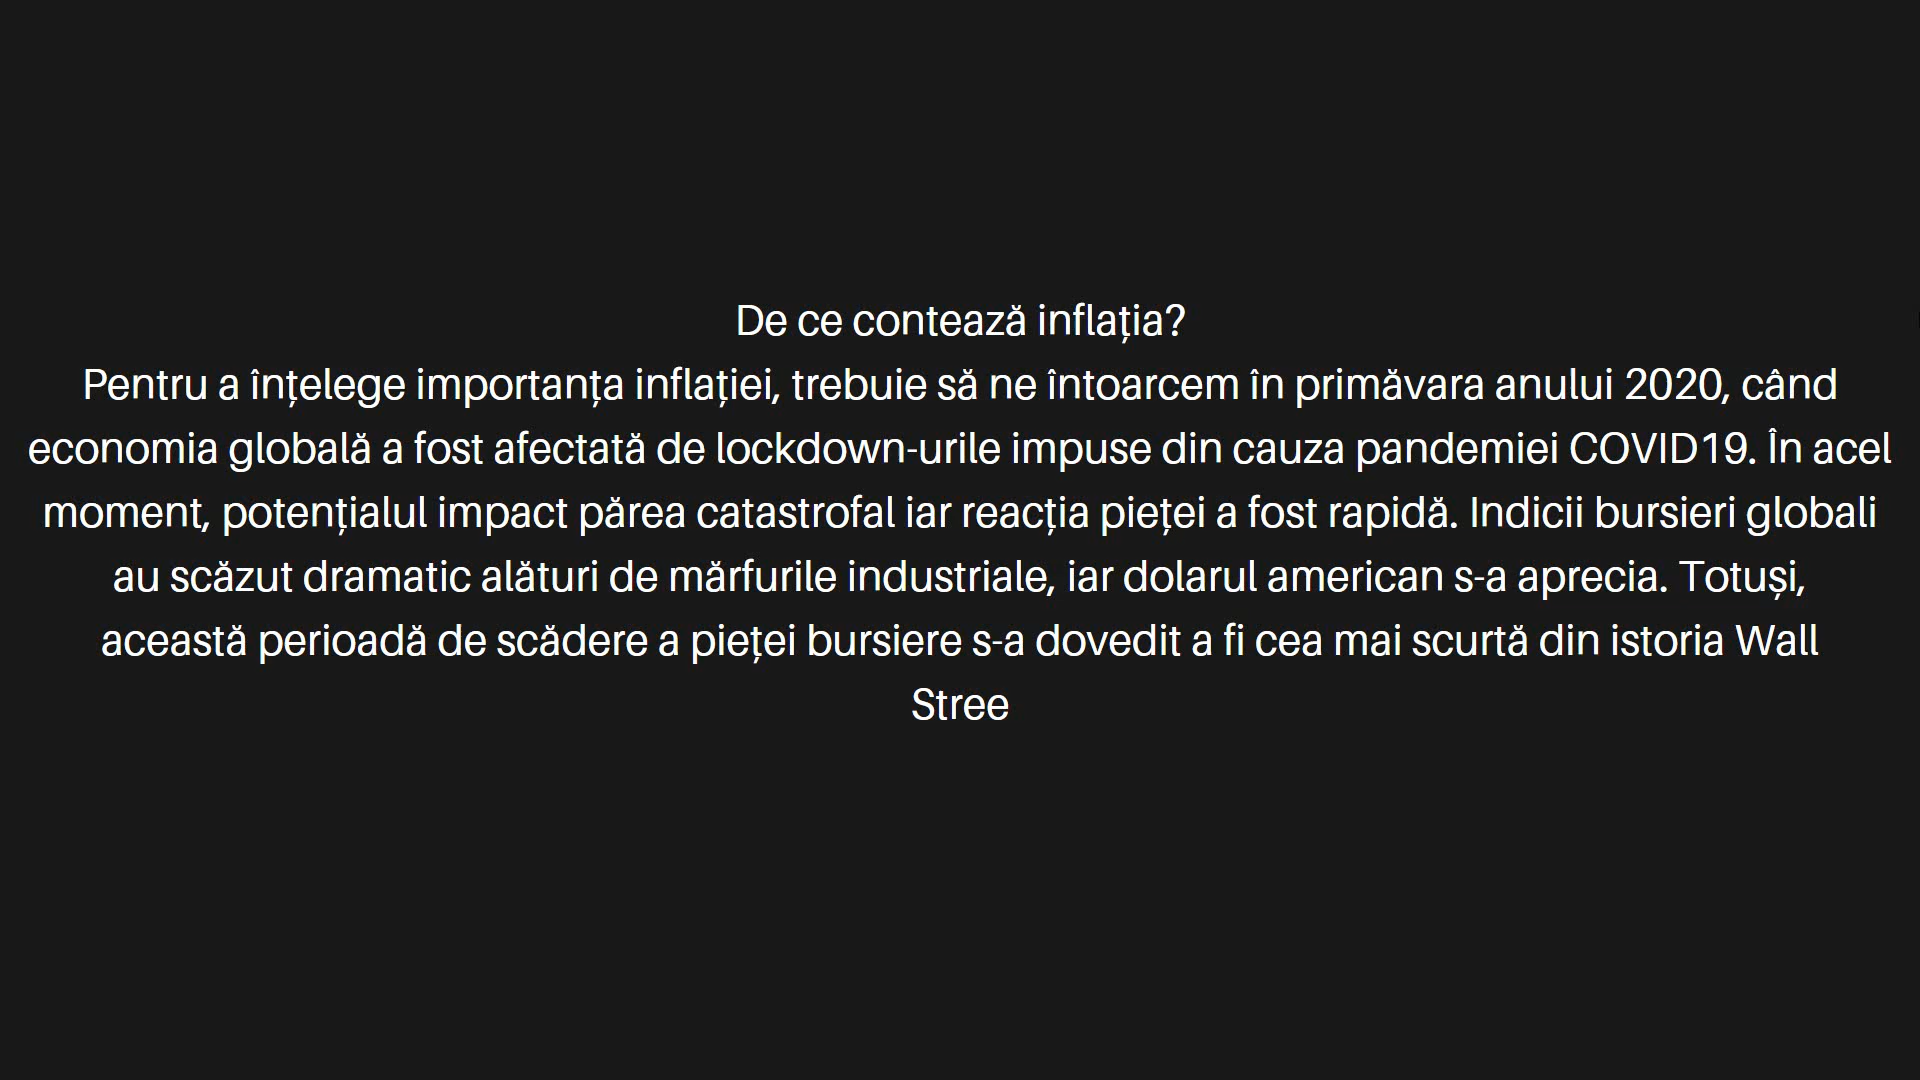 De ce contează inflația?
Pentru a înțelege importanța inflației, trebuie să ne întoarcem în primăvara anului 2020, când
economia globală a fost afectată de lockdown-urile impuse din cauza pandemiei COVID19. În acel
moment, potențialul impact părea catastrofal iar reacția pieței a fost rapidă. Indicii bursieri globali
au scăzut dramatic alături de mărfurile industriale, iar dolarul american s-a aprecia. Totuși,
această perioadă de scădere a pieței bursiere s-a dovedit a fi cea mai scurtă din istoria Wall
Stree